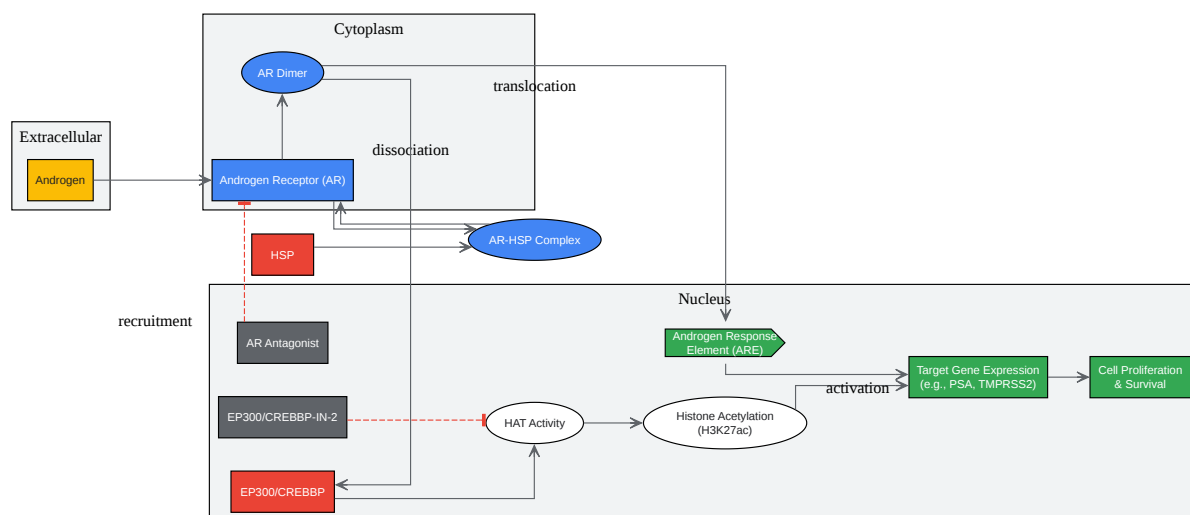 Cytoplasm
AR Dimer
translocation
Extracellular
dissociation
Androgen
Androgen Receptor (AR)
AR-HSP Complex
HSP
Nucleus
recruitment
AR Antagonist
Androgen Response
Element (ARE)
Target Gene Expression
(e.g., PSA, TMPRSS2)
Cell Proliferation
& Survival
activation
EP300/CREBBP-IN-2
HAT Activity
Histone Acetylation
(H3K27ac)
EP300/CREBBP